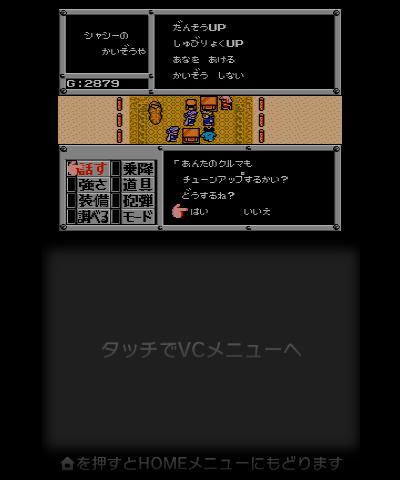 シャシーの
かいぞうや
G:2879
だんそうUP
しゅびりょくUP
あなを あける
かいぞう しない
話す 乗降
強さ 道具
装備 砲弾
調べる モード
「あんたのクルマも
チューンアップするかい?
どうするね?
はい いいえ
タッチでVCメニューへ
を押すとHOMEメニューにもどります